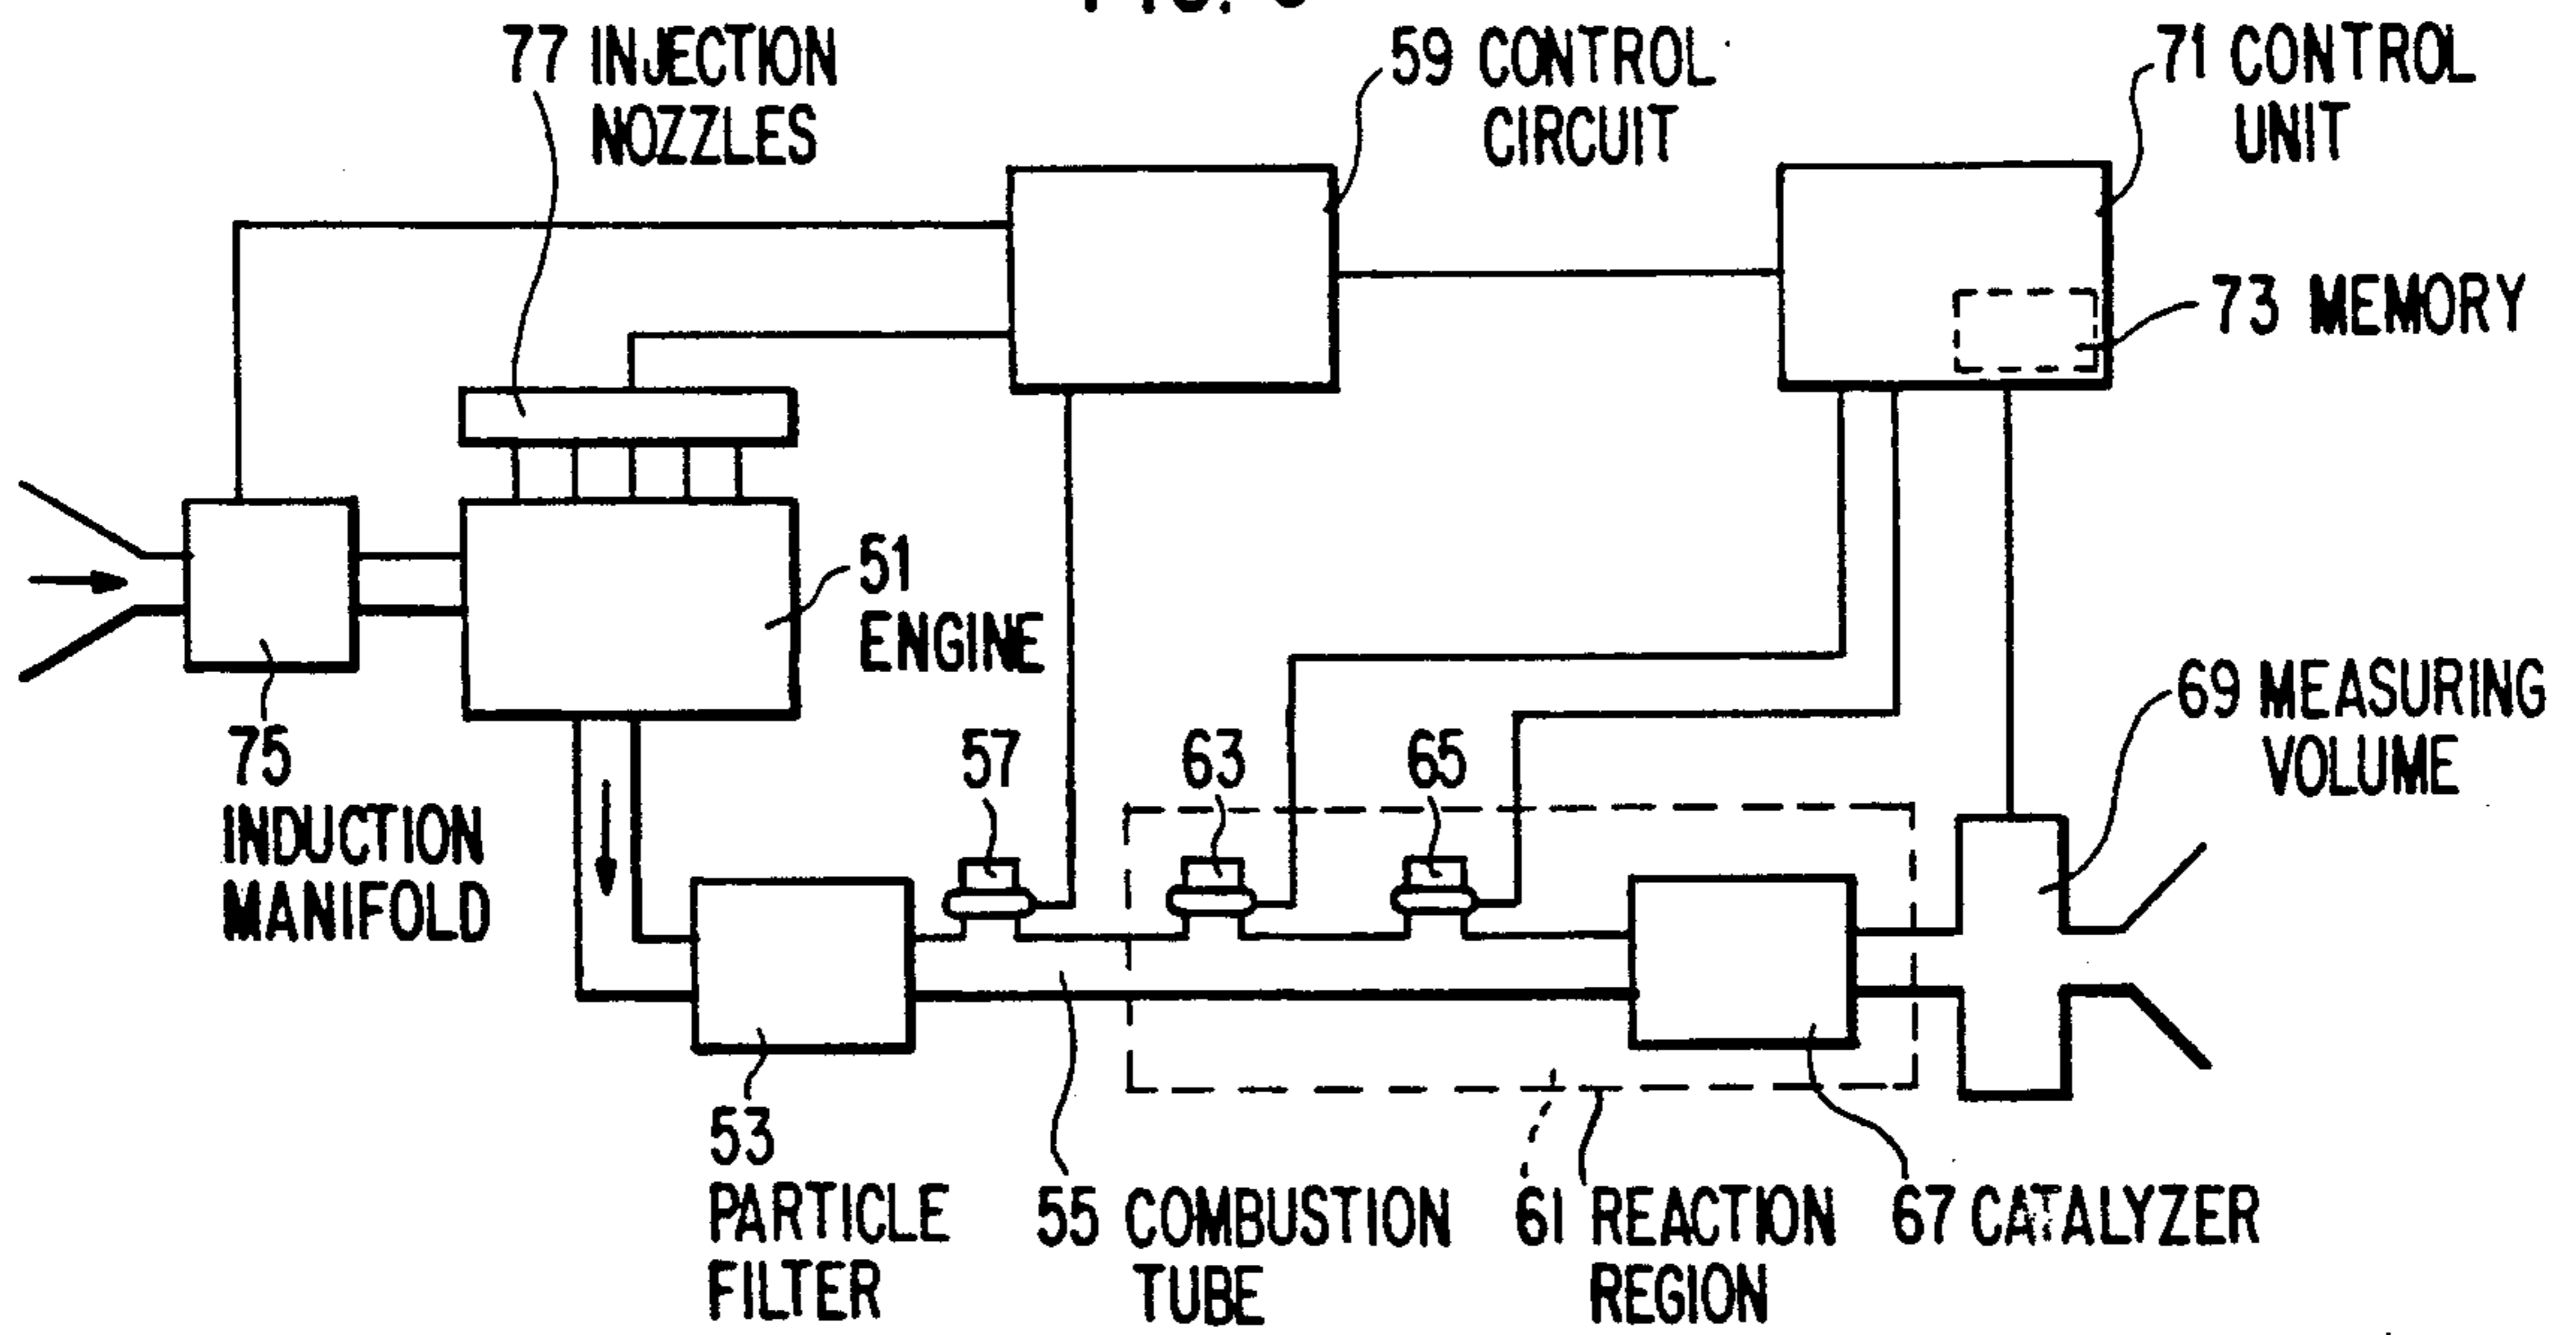 77 INJECTION
NOZZLES
59 CONTROL
CIRCUIT
71 CONTROL
UNIT
73 MEMORY
51
ENGINE
69 MEASURING
VOLUME
75
INDUCTION
MANIFOLD
57
63
65
53
PARTICLE
FILTER
55 COMBUSTION
TUBE
61 REACTION
REGION
67 CATALYZER